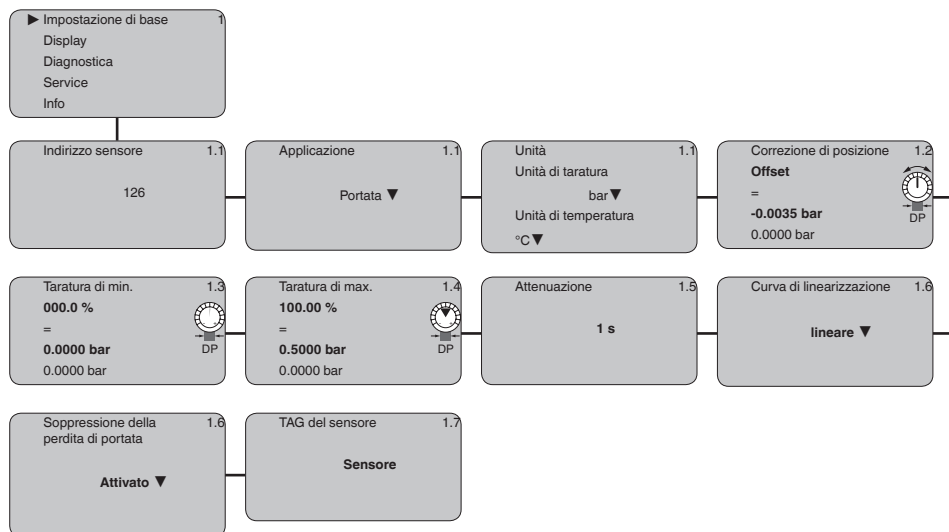 ▶ Impostazione di base 1
Display
Diagnostica
Service
Info
Indirizzo sensore 1.1
126
Applicazione 1.1
Portata ▼
Unità 1.1
Unità di taratura
bar▼
Unità di temperatura
°C▼
Correzione di posizione 1.2
Offset
=
-0.0035 bar
0.0000 bar
DP
Taratura di min. 1.3
000.0 %
=
0.0000 bar
0.0000 bar
DP
Taratura di max. 1.4
100.00 %
=
0.5000 bar
0.0000 bar
DP
Attenuazione 1.5
1 s
Curva di linearizzazione 1.6
lineare ▼
Soppressione della 1.6
perdita di portata
Attivato ▼
TAG del sensore 1.7
Sensore